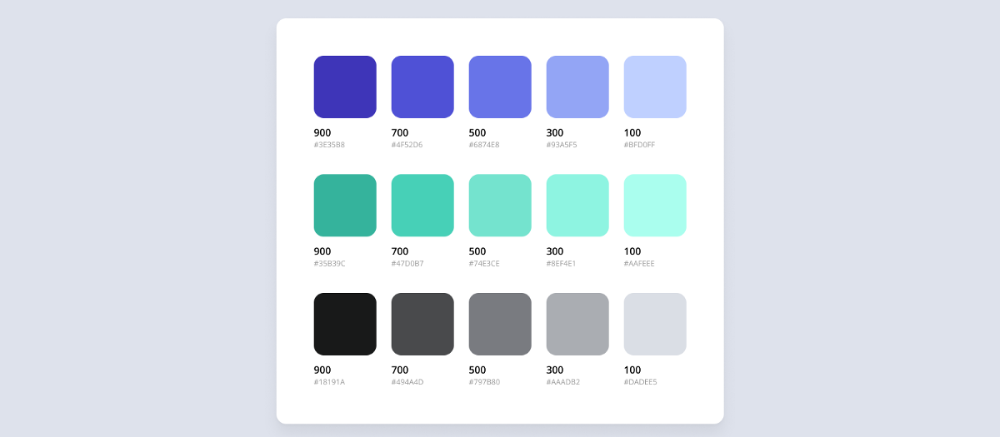 900 700 500 300 100
#3E35B8 #4F52D6 #6874E8 #93A5F5 #BFD0FF
900 700 500 300 100
#35B39C #47D0B7 #74E3CE #8EF4E1 #AAFEEE
900 700 500 300 100
#18191A #494A4D #797B80 #AAADB2 #DADEE5